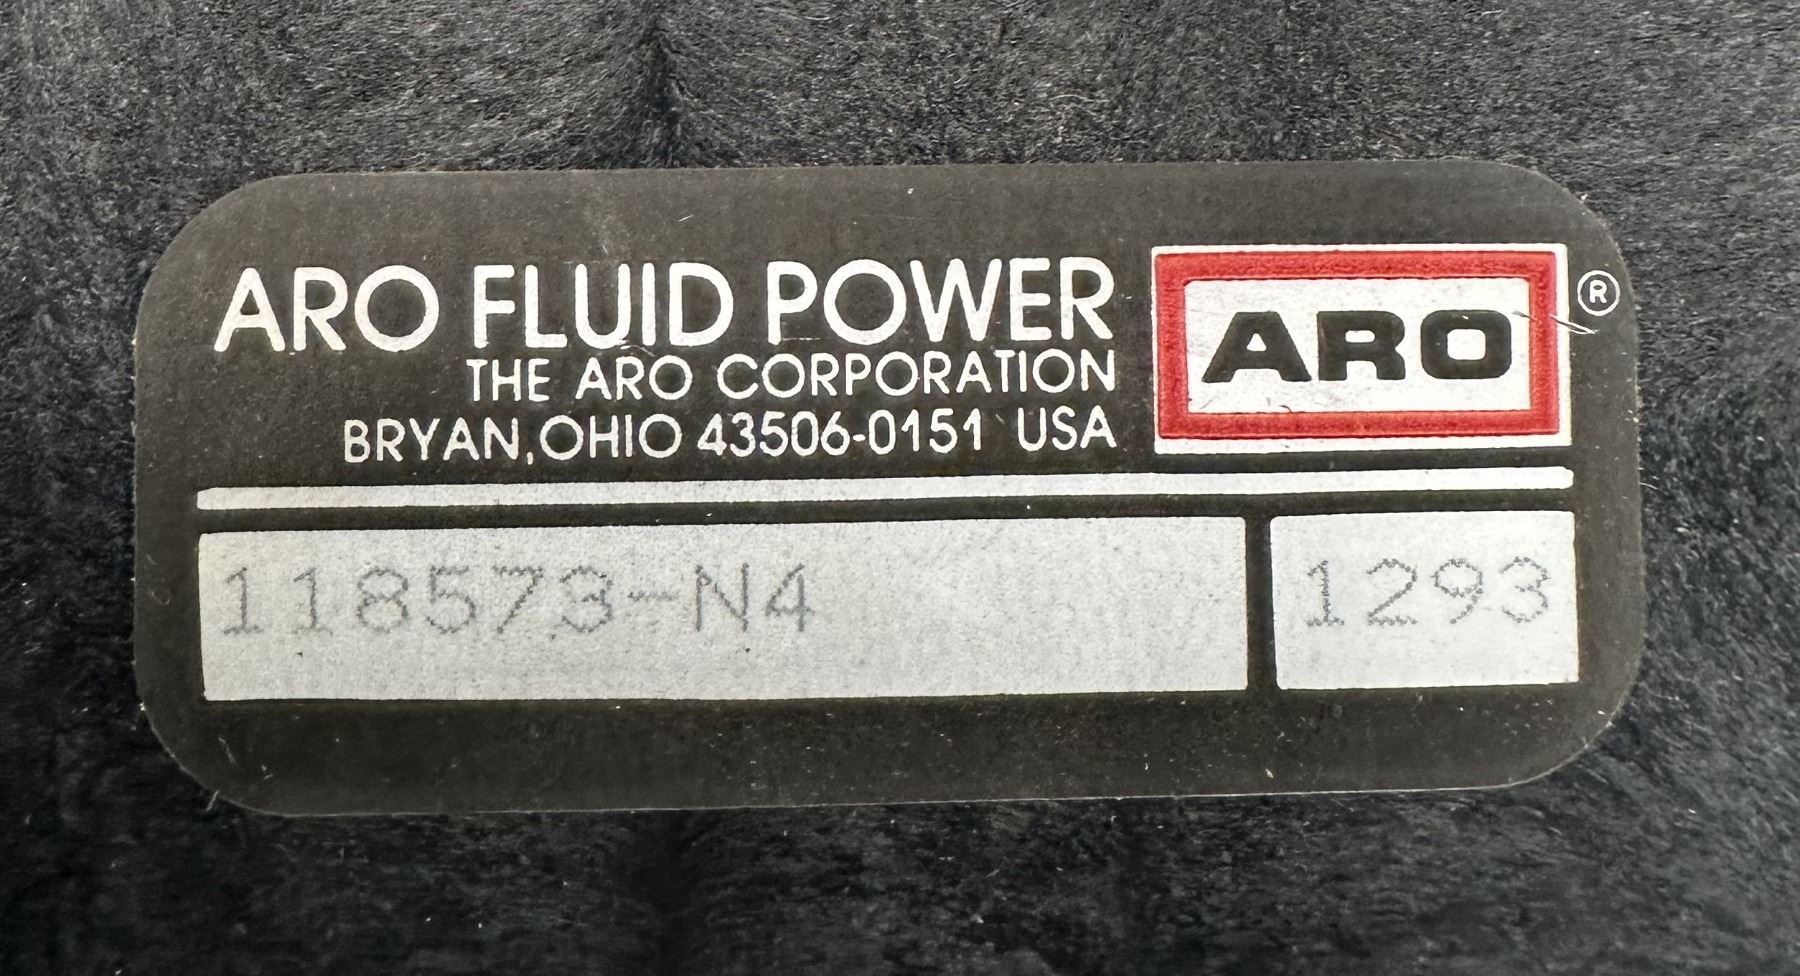 ARO FLUID POWER
ARO ®
THE ARO CORPORATION
BRYAN, OHIO 43506-0151 USA
118573-N4
1293